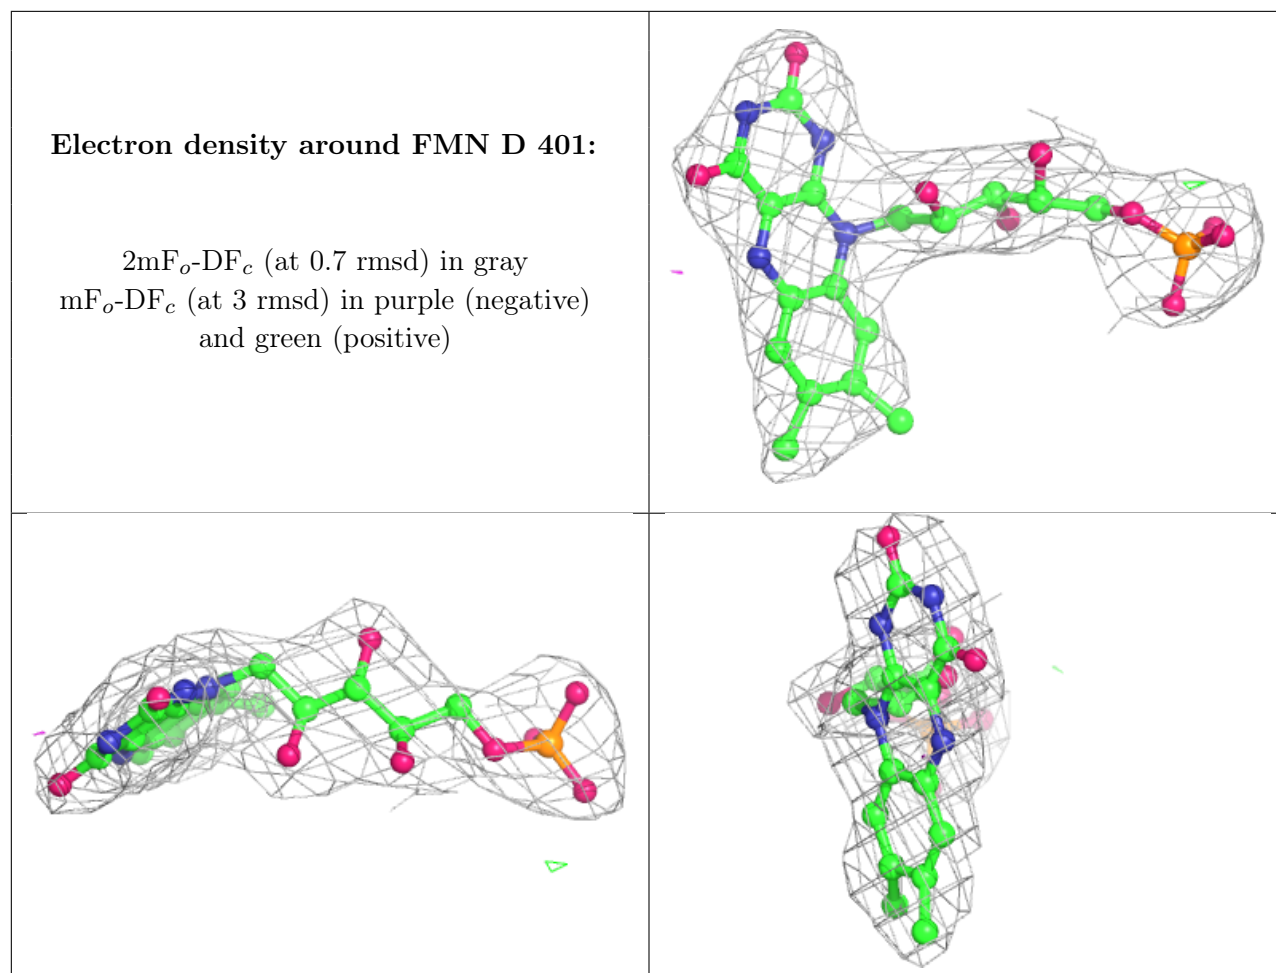 Electron density around FMN D 401:
2mFₒ-DF𝑐 (at 0.7 rmsd) in gray
mFₒ-DF𝑐 (at 3 rmsd) in purple (negative)
and green (positive)